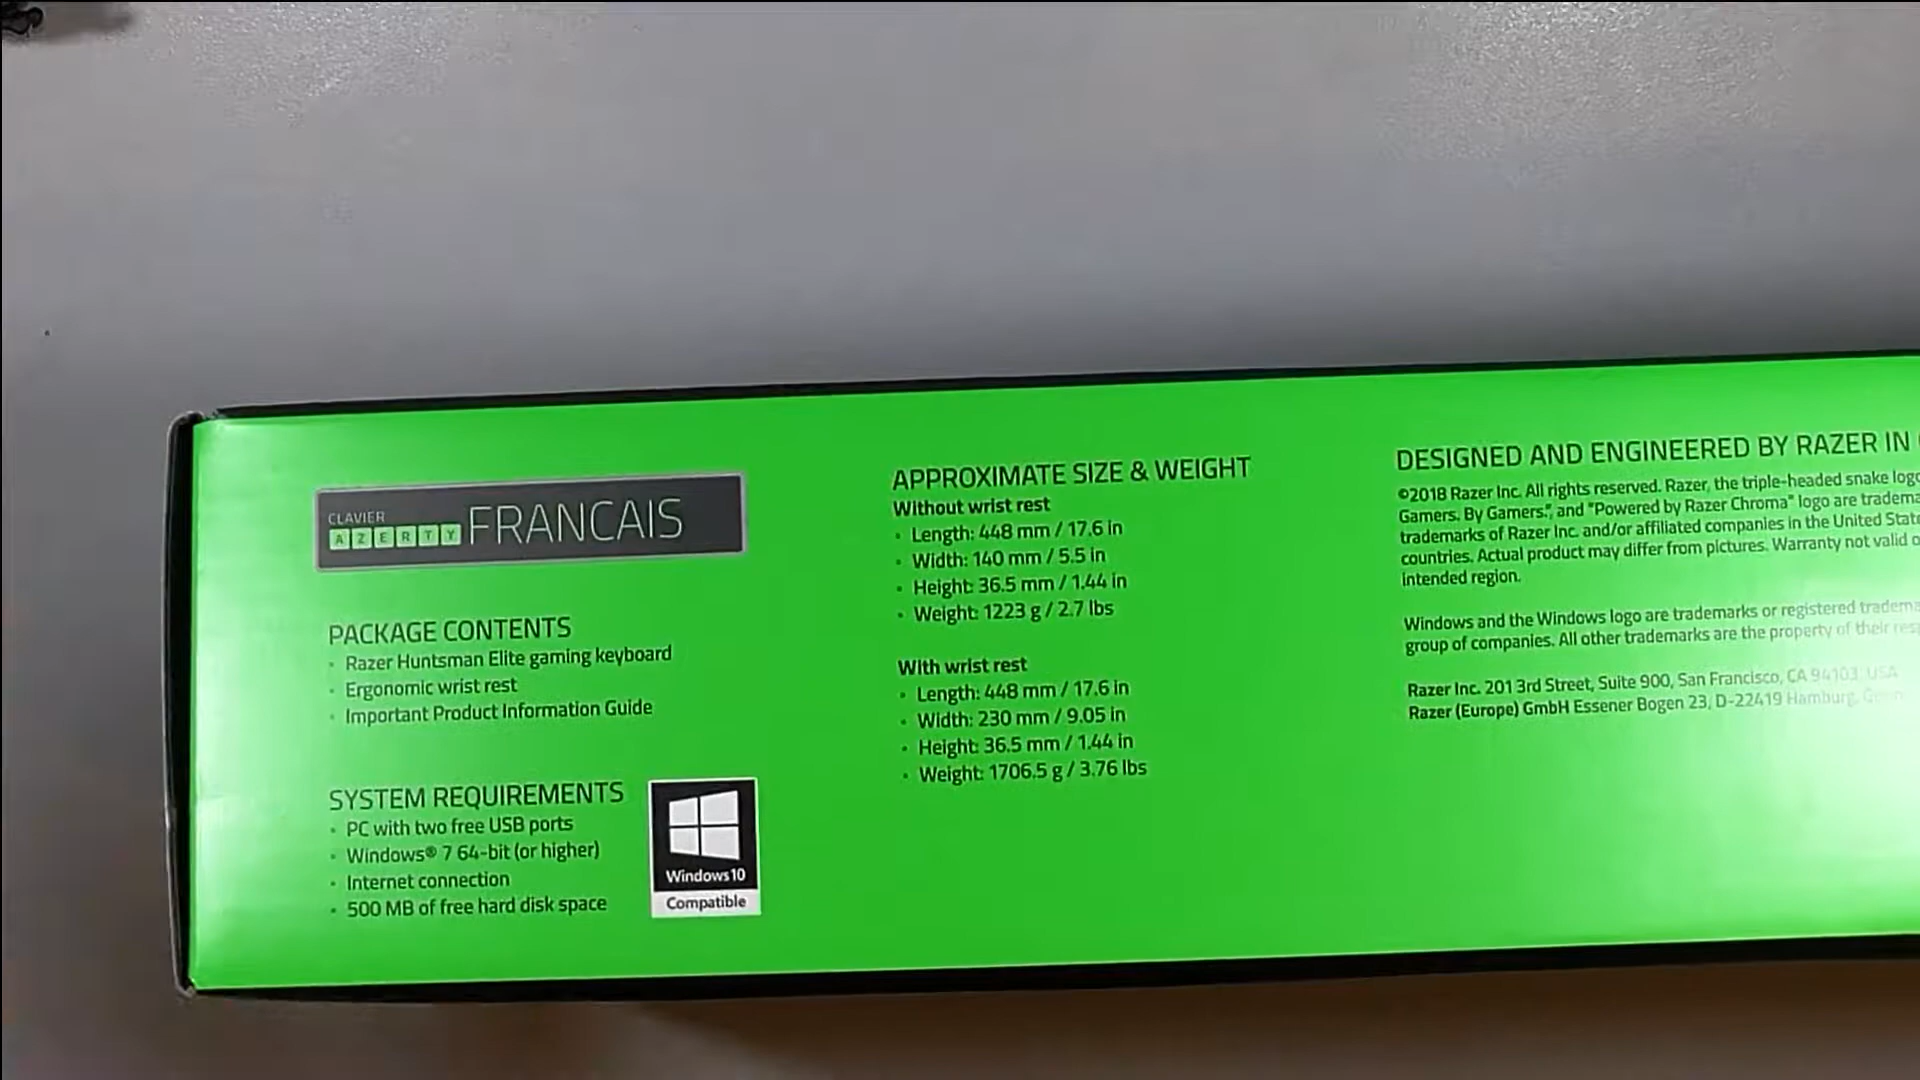 CLAVIER
AZERTY FRANCAIS
PACKAGE CONTENTS
· Razer Huntsman Elite gaming keyboard
· Ergonomic wrist rest
· Important Product Information Guide
SYSTEM REQUIREMENTS
· PC with two free USB ports
· Windows® 7 64-bit (or higher)
· Internet connection
· 500 MB of free hard disk space
Windows 10
Compatible
APPROXIMATE SIZE & WEIGHT
Without wrist rest
· Length: 448 mm / 17.6 in
· Width: 140 mm / 5.5 in
· Height: 36.5 mm / 1.44 in
· Weight: 1223 g / 2.7 lbs
With wrist rest
· Length: 448 mm / 17.6 in
· Width: 230 mm / 9.05 in
· Height: 36.5 mm / 1.44 in
· Weight: 1706.5 g / 3.76 lbs
DESIGNED AND ENGINEERED BY RAZER IN
©2018 Razer Inc. All rights reserved. Razer, the triple-headed snake logo
Gamers. By Gamers.", and "Powered by Razer Chroma" logo are
trademarks of Razer Inc. and/or affiliated companies in the United
countries. Actual product may differ from pictures. Warranty not valid
intended region.
Windows and the Windows logo are trademarks or registered
group of companies. All other trademarks are the property of their
Razer Inc. 201 3rd Street, Suite 900, San Francisco, CA 94103, USA
Razer (Europe) GmbH Essener Bogen 23, D-22419 Hamburg,